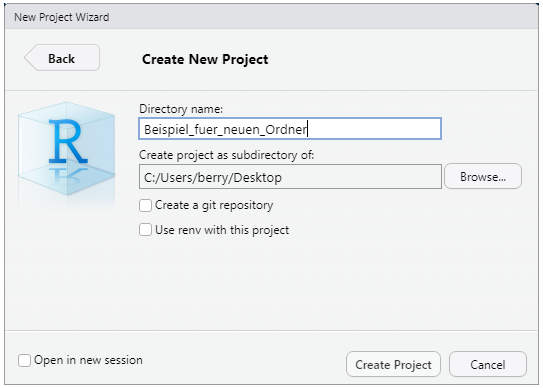 New Project Wizard
Back
Create New Project
R
Directory name:
Beispiel_fuer_neuen_Ordner
Create project as subdirectory of:
C:/Users/berry/Desktop
Browse...
Create a git repository
Use renv with this project
Open in new session
Create Project
Cancel